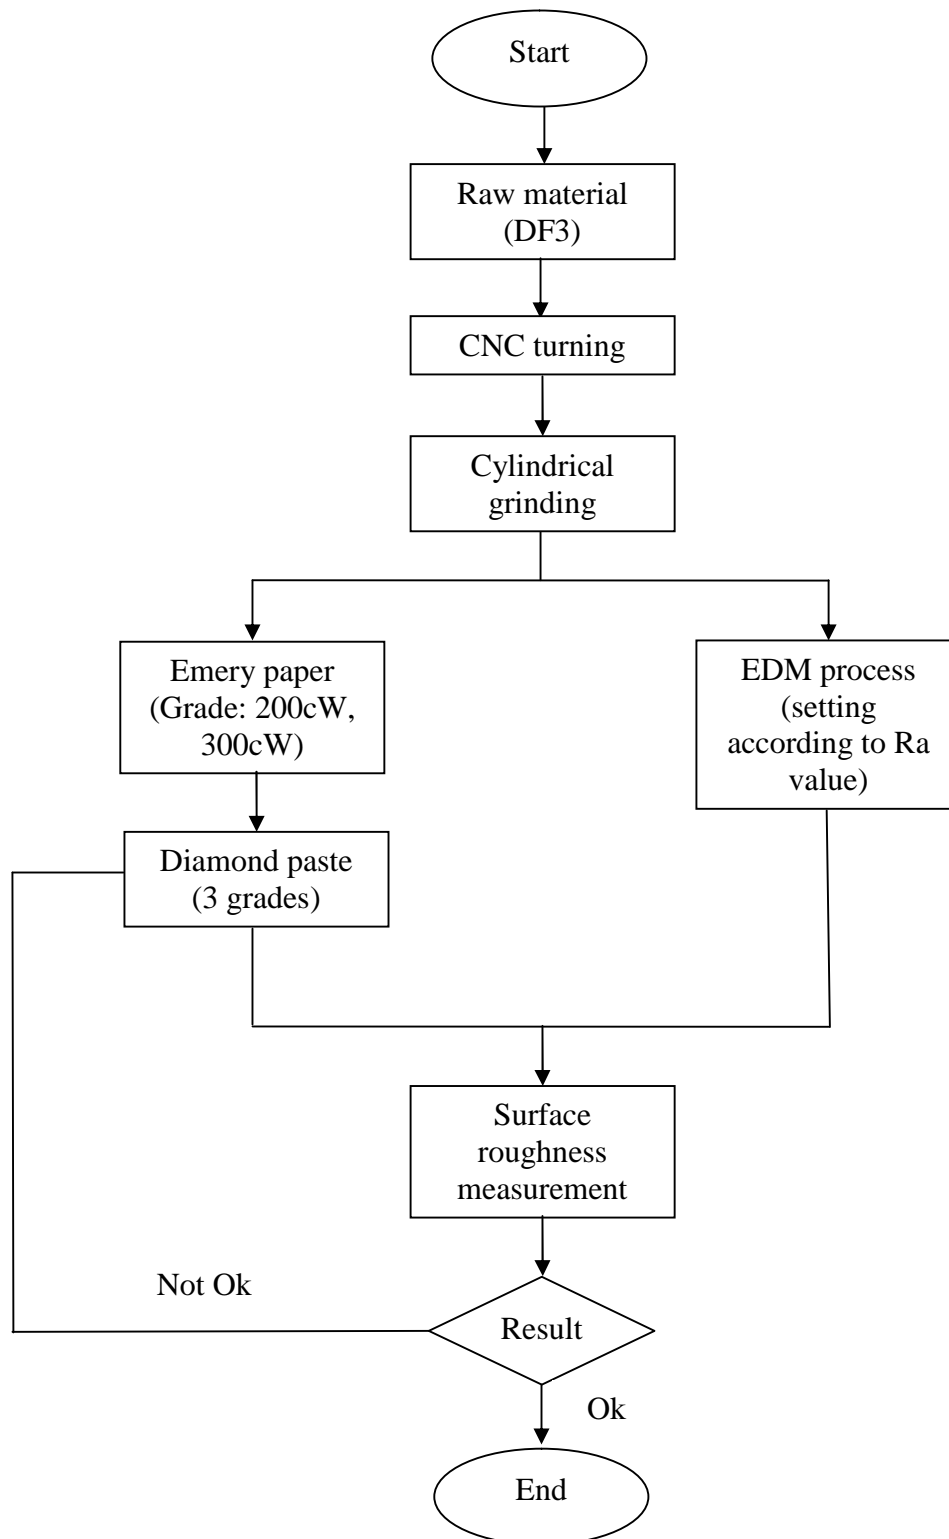 Start
Raw material
(DF3)
CNC turning
Cylindrical
grinding
Emery paper
(Grade: 200cW,
300cW)
EDM process
(setting
according to Ra
value)
Diamond paste
(3 grades)
Surface
roughness
measurement
Not Ok
Result
Ok
End